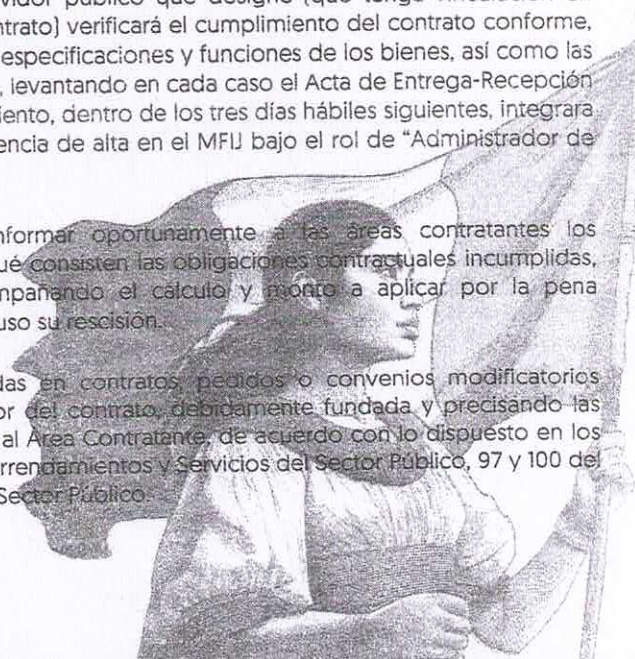 vidor público que designe (que tenga vinculación
ntrato) verificará el cumplimiento del contrato conforme,
especificaciones y funciones de los bienes, así como las
, levantando en cada caso el Acta de Entrega-Recepción
iento, dentro de los tres días hábiles siguientes, integrara
encia de alta en el MFIJ bajo el rol de "Administrador de
nformar oportunamente a las áreas contratantes los
ué consisten las obligaciones contractuales incumplidas,
mpañando el cálculo y monto a aplicar por la pena
uso su rescisión.
das en contratos, pedidos o convenios modificatorios
or del contrato, debidamente fundada y precisando las
al Área Contratante, de acuerdo con lo dispuesto en los
rrendamientos y Servicios del Sector Público, 97 y 100 del
Sector Público.